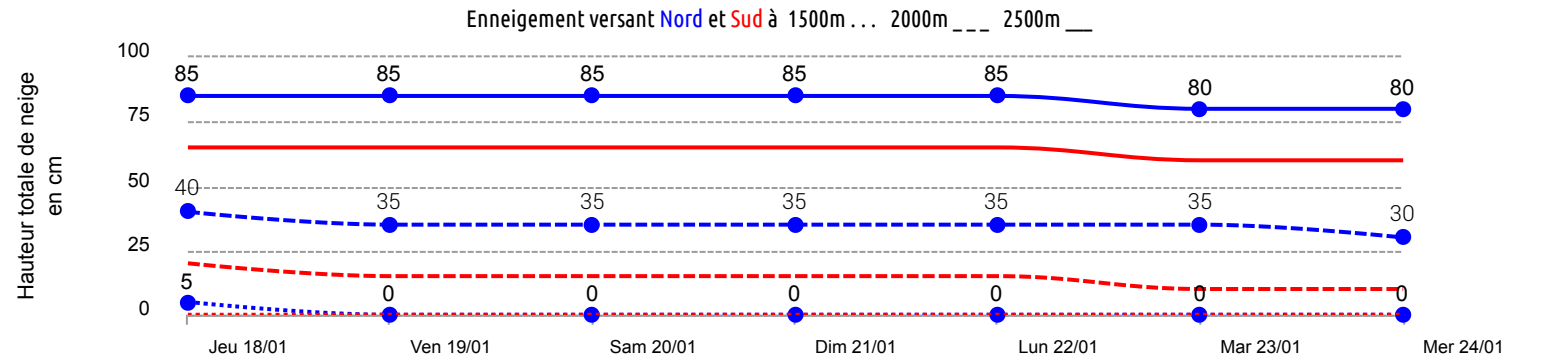 Enneigement versant Nord et Sud à 1500m . . . 2000m _ _ _ 2500m __
Hauteur totale de neige
en cm
100
85 85 85 85 85 80 80
75
50
40 35 35 35 35 35 30
25
5 0 0 0 0 0 0
0
Jeu 18/01 Ven 19/01 Sam 20/01 Dim 21/01 Lun 22/01 Mar 23/01 Mer 24/01